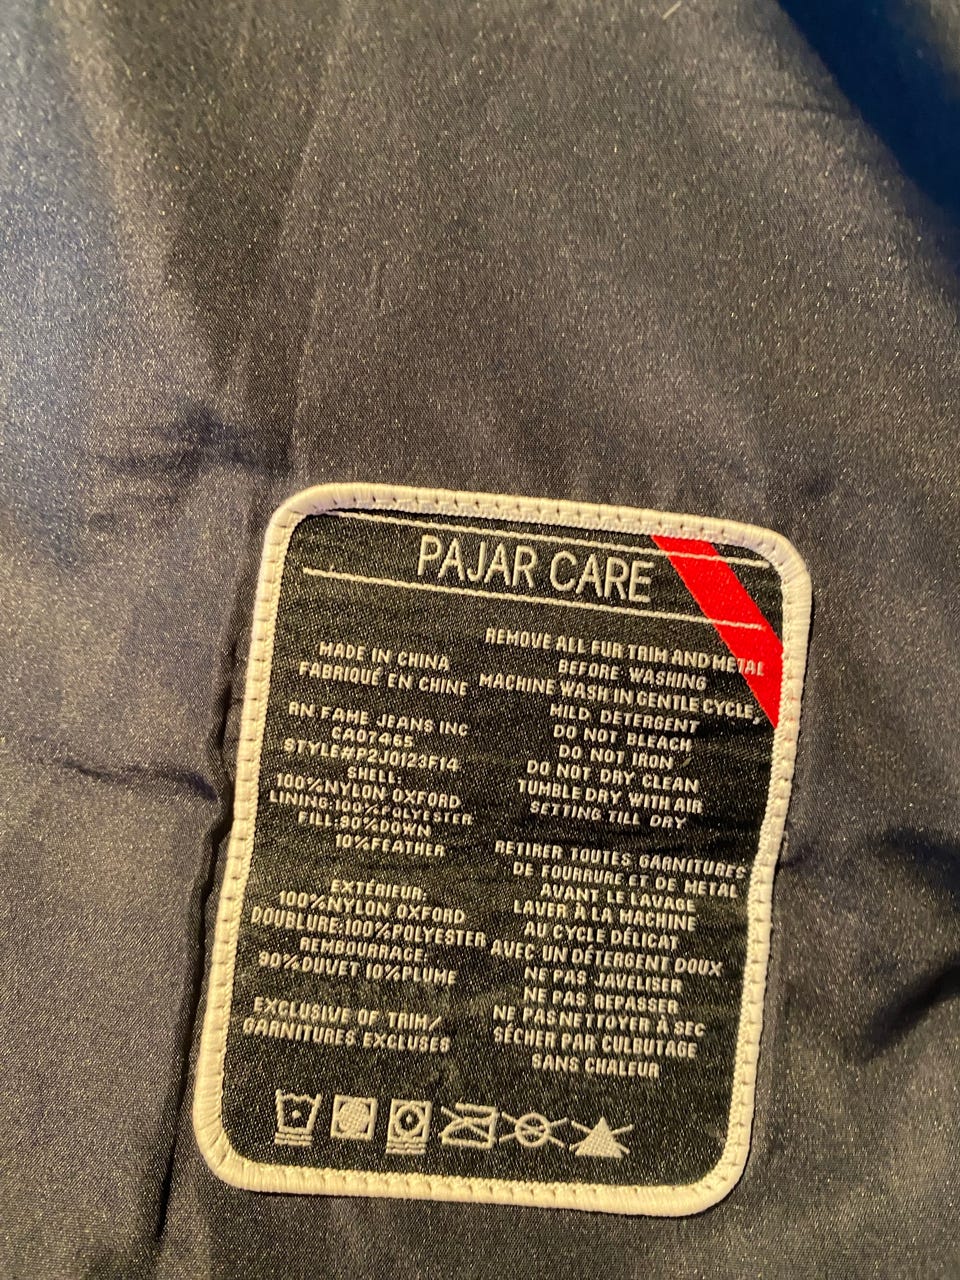 PAJAR CARE
MADE IN CHINA
FABRIQUÉ EN CHINE
RN FAME JEANS INC
CA07465
STYLE#P2J0123F14
SHELL:
100%NYLON OXFORD
LINING:100%POLYESTER
FILL:90%DOWN
10%FEATHER
EXTÉRIEUR:
100%NYLON OXFORD
DOUBLURE:100%POLYESTER
REMBOURRAGE:
90%DUVET 10%PLUME
EXCLUSIVE OF TRIM/
GARNITURES EXCLUSES
REMOVE ALL FUR TRIM AND METAL
BEFORE WASHING
MACHINE WASH IN GENTLE CYCLE,
MILD DETERGENT
DO NOT BLEACH
DO NOT IRON
DO NOT DRY CLEAN
TUMBLE DRY WITH AIR
SETTING TILL DRY
RETIRER TOUTES GARNITURES
DE FOURRURE ET DE METAL
AVANT LE LAVAGE
LAVER À LA MACHINE
AU CYCLE DÉLICAT
AVEC UN DÉTERGENT DOUX
NE PAS JAVELISER
NE PAS REPASSER
NE PAS NETTOYER À SEC
SÉCHER PAR CULBUTAGE
SANS CHALEUR